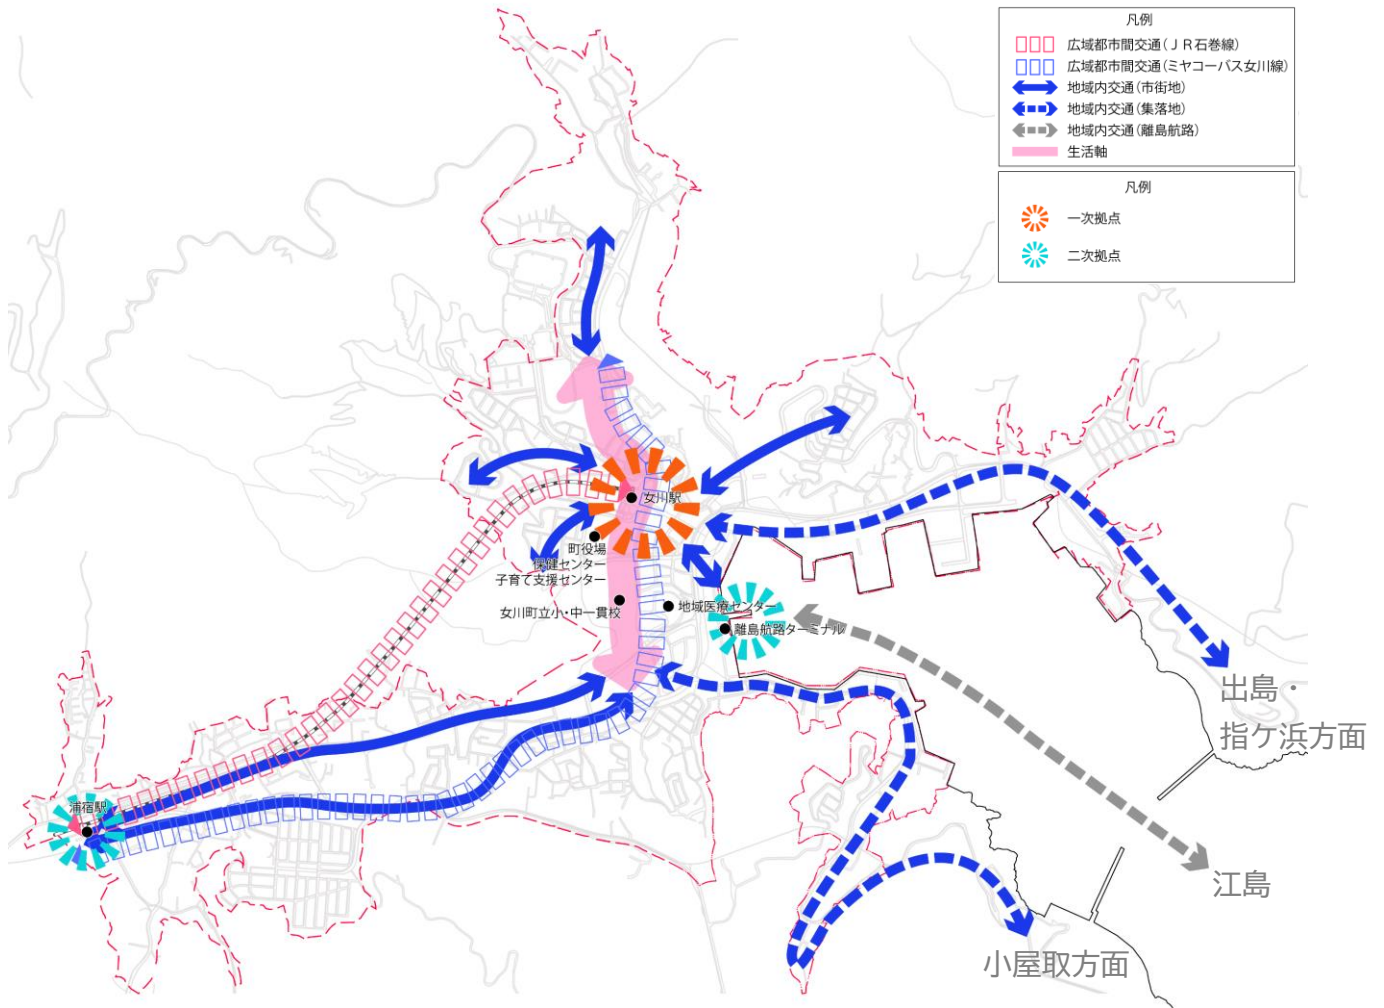 凡例
広域都市間交通（ＪＲ石巻線）
広域都市間交通（ミヤコーバス女川線）
地域内交通（市街地）
地域内交通（集落地）
地域内交通（離島航路）
生活軸
凡例
一次拠点
二次拠点
女川駅
町役場
保健センター
子育て支援センター
女川町立小・中一貫校
地域医療センター
離島航路ターミナル
出島・
指ケ浜方面
浦宿駅
江島
小屋取方面